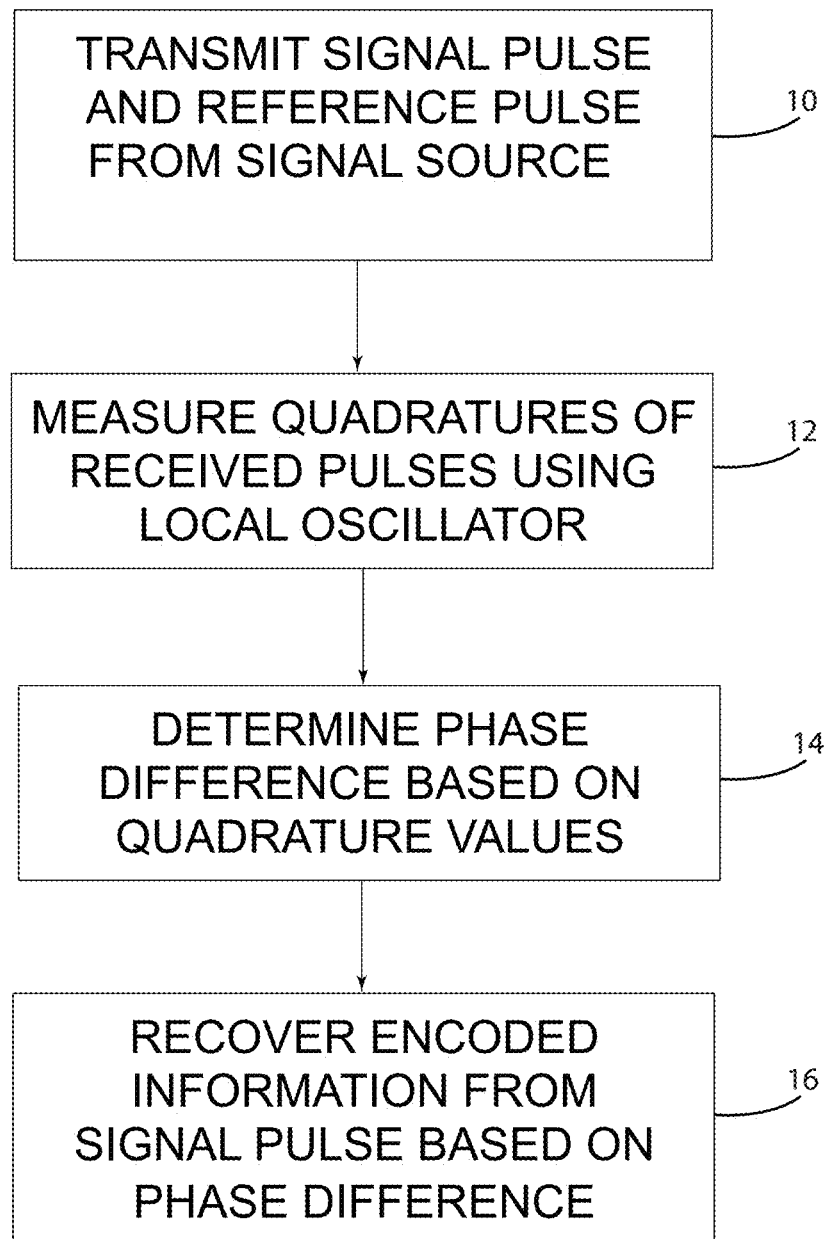 TRANSMIT SIGNAL PULSE
AND REFERENCE PULSE
FROM SIGNAL SOURCE
10
MEASURE QUADRATURES OF
RECEIVED PULSES USING
LOCAL OSCILLATOR
12
DETERMINE PHASE
DIFFERENCE BASED ON
QUADRATURE VALUES
14
RECOVER ENCODED
INFORMATION FROM
SIGNAL PULSE BASED ON
PHASE DIFFERENCE
16